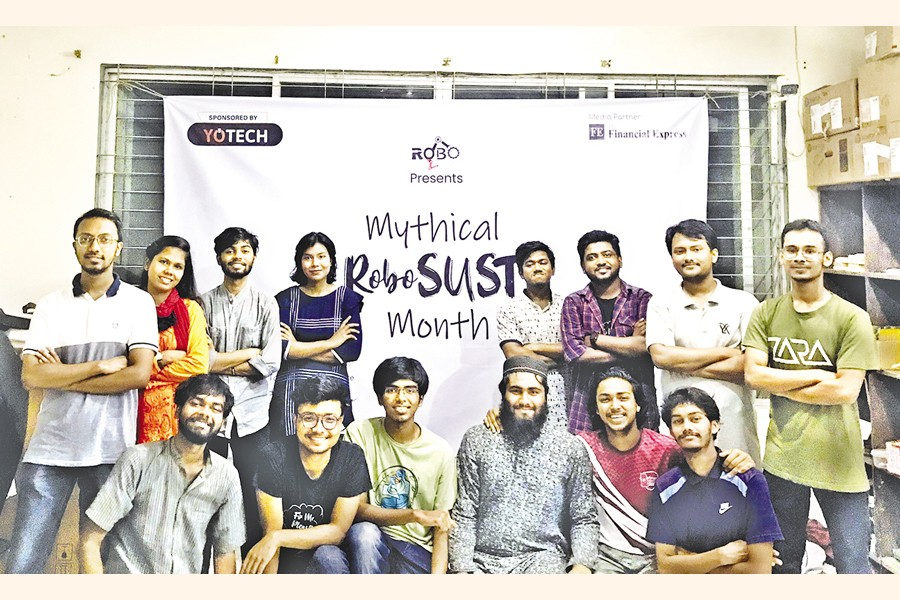 SPONSORED BY
YOTECH
Media Partner
FE Financial Express
ROBO
Presents
Mythical
RoboSUST
Month
ZARA